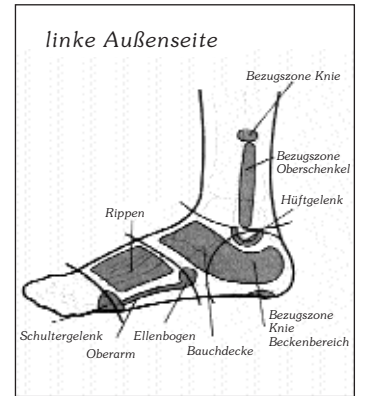 linke Außenseite
Bezugszone Knie
Bezugszone
Oberschenkel
Hüftgelenk
Rippen
Schultergelenk
Oberarm
Ellenbogen
Bauchdecke
Bezugszone
Knie
Beckenbereich